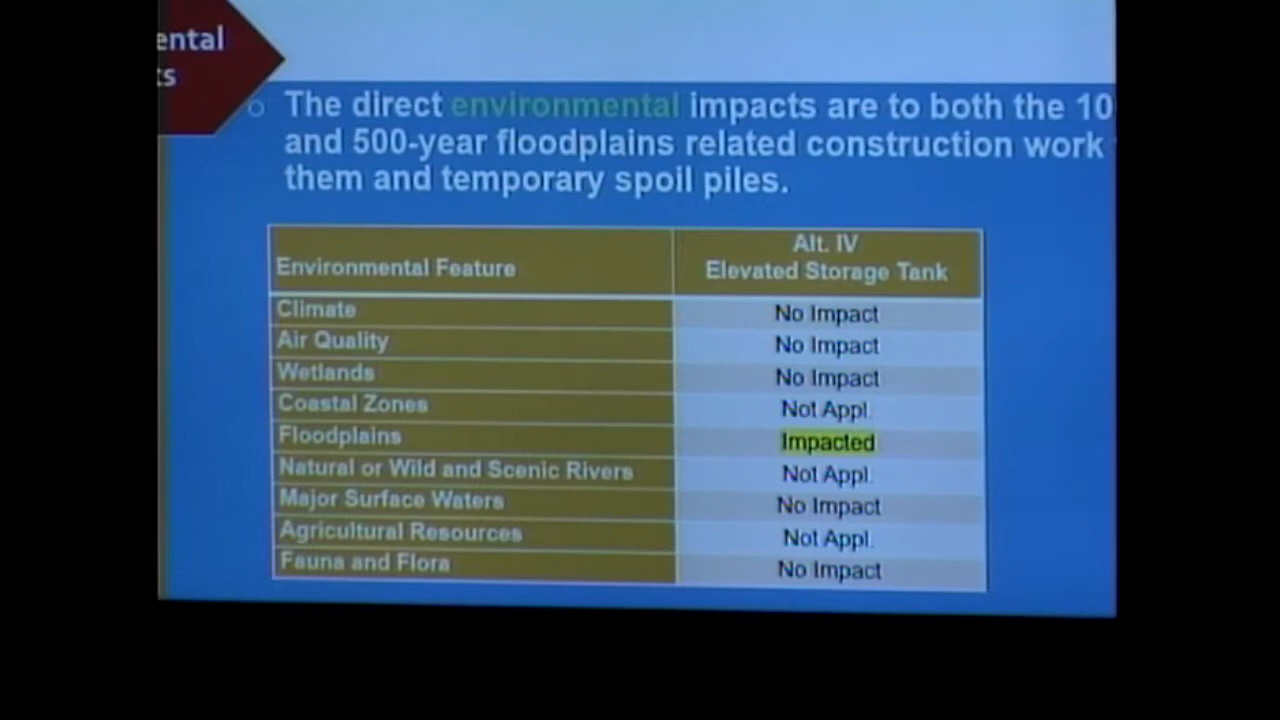 ental
ts
The direct environmental impacts are to both the 10
and 500-year floodplains related construction work
them and temporary spoil piles.
Environmental Feature
Alt. IV
Elevated Storage Tank
Climate No Impact
Air Quality No Impact
Wetlands No Impact
Coastal Zones Not Appl.
Floodplains Impacted
Natural or Wild and Scenic Rivers Not Appl.
Major Surface Waters No Impact
Agricultural Resources Not Appl.
Fauna and Flora No Impact